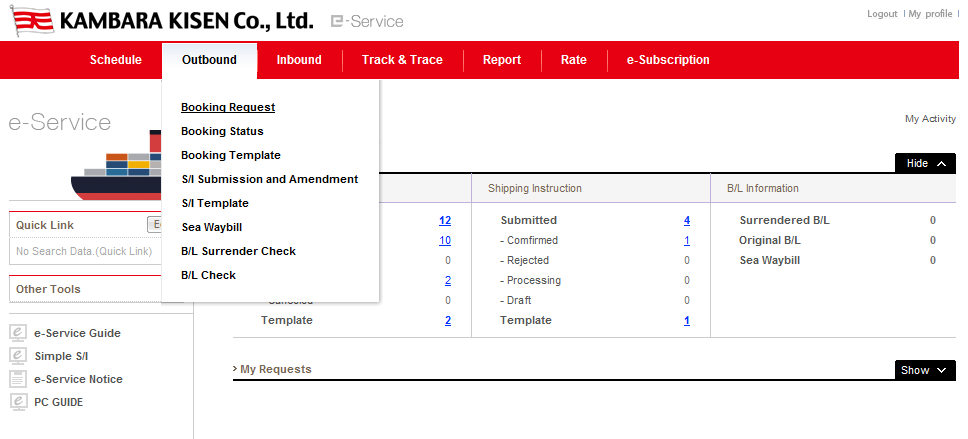 KAMBARA KISEN Co., Ltd. e-Service
Logout My profile
Schedule Outbound Inbound Track & Trace Report Rate e-Subscription
Booking Request
Booking Status
Booking Template
S/I Submission and Amendment
S/I Template
Sea Waybill
B/L Surrender Check
B/L Check
e-Service
My Activity
Hide
Quick Link
No Search Data.(Quick Link)
Other Tools
e-Service Guide
Simple S/I
e-Service Notice
PC GUIDE
12
10
0
2
0
Template 2
Shipping Instruction
Submitted 4
- Comfirmed 1
- Rejected 0
- Processing 0
- Draft 0
Template 1
B/L Information
Surrendered B/L 0
Original B/L 0
Sea Waybill 0
My Requests
Show